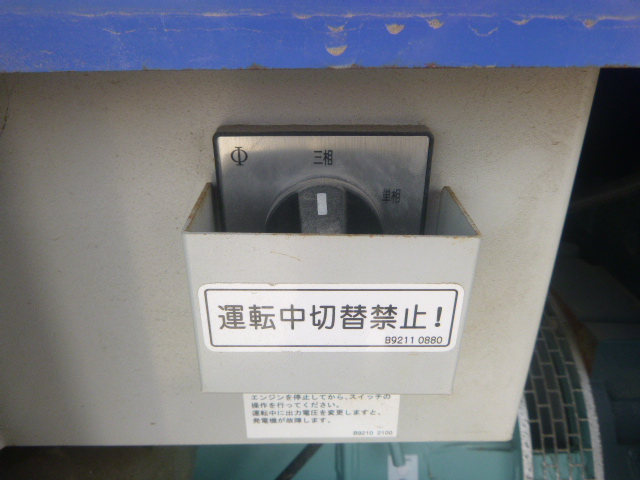 Φ 三相
単相
運転中切替禁止!
B9211 0880
エンジンを停止してから、スイッチの
操作を行ってください。
運転中に出力電圧を変更しますと、
発電機が故障します。
B9210 2100